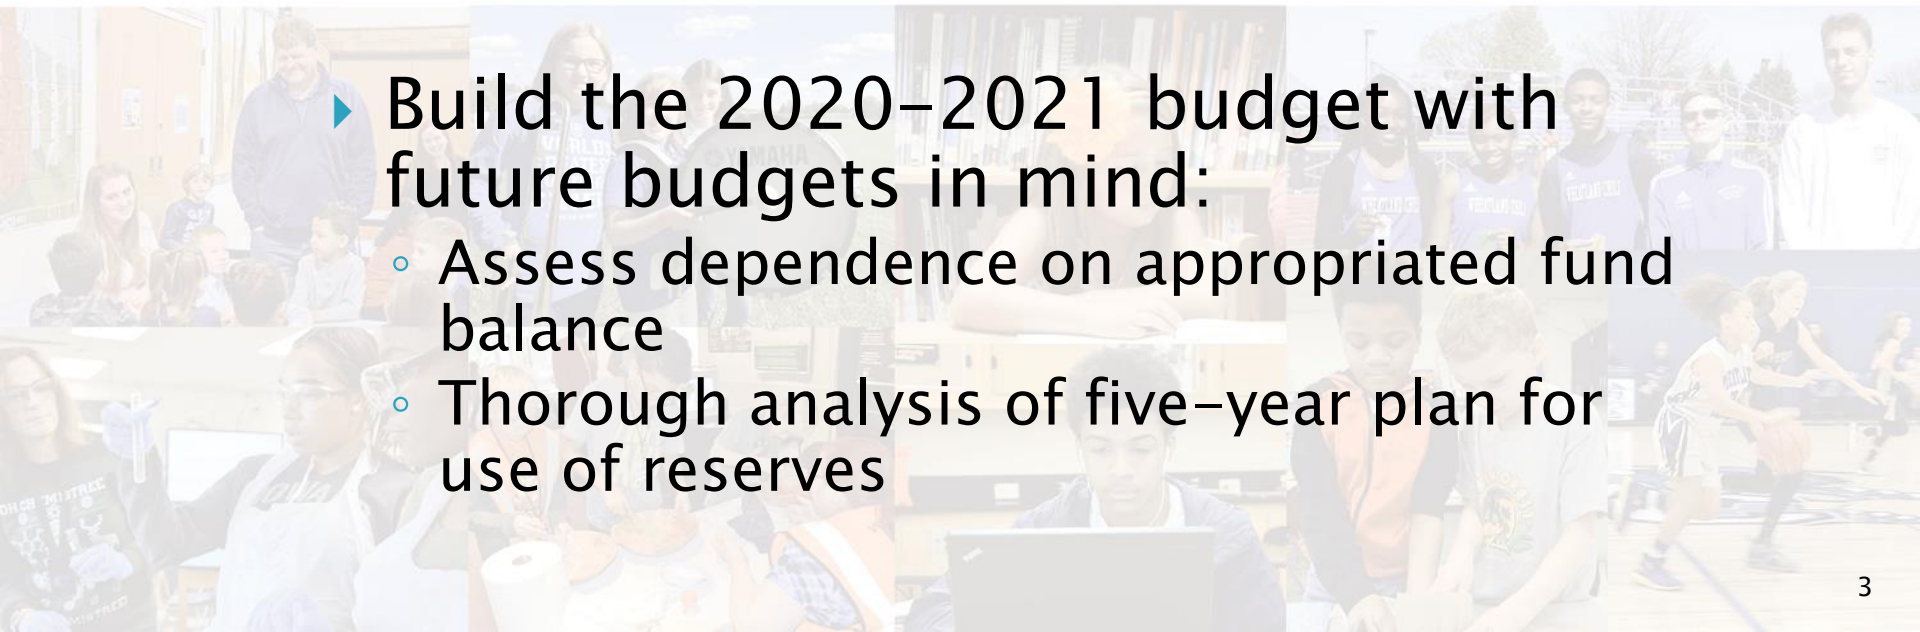 Build the 2020-2021 budget with
future budgets in mind:
Assess dependence on appropriated fund
balance
Thorough analysis of five-year plan for
use of reserves
YAMAHA
3